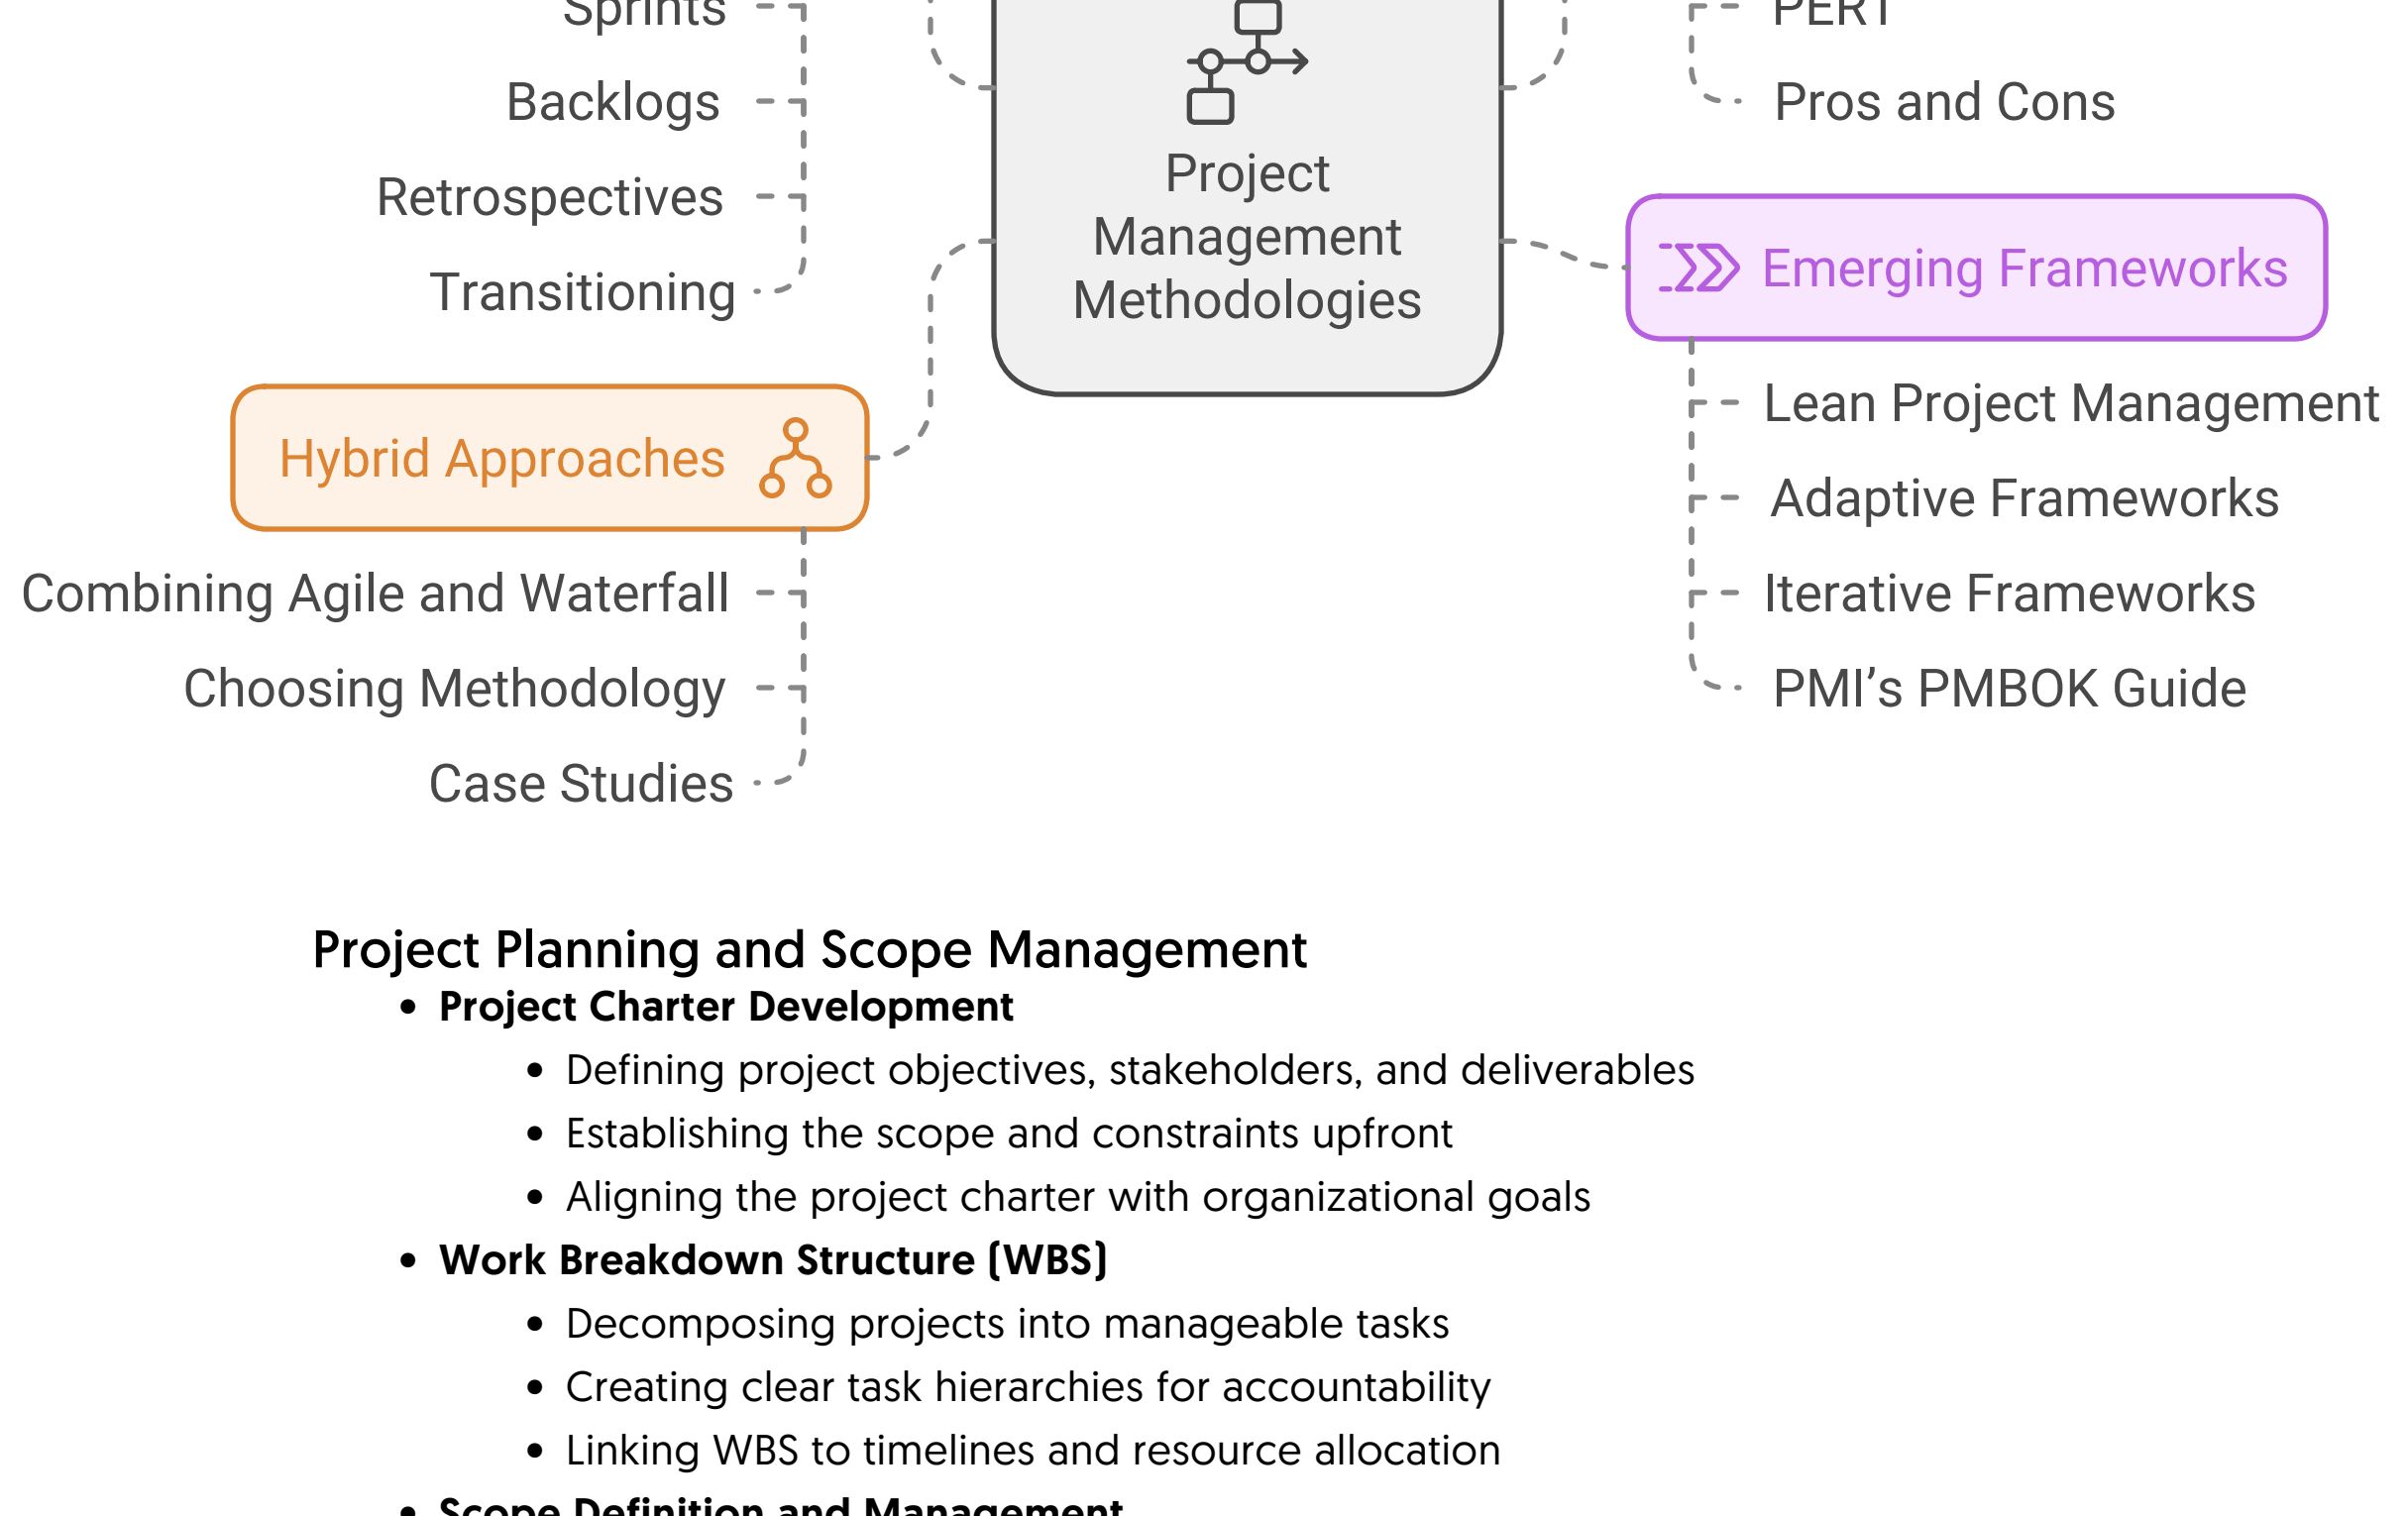 Sprints
Backlogs
Retrospectives
Transitioning
Hybrid Approaches
Combining Agile and Waterfall
Choosing Methodology
Case Studies
Project
Management
Methodologies
PERT
Pros and Cons
Emerging Frameworks
Lean Project Management
Adaptive Frameworks
Iterative Frameworks
PMI’s PMBOK Guide
Project Planning and Scope Management
• Project Charter Development
• Defining project objectives, stakeholders, and deliverables
• Establishing the scope and constraints upfront
• Aligning the project charter with organizational goals
• Work Breakdown Structure (WBS)
• Decomposing projects into manageable tasks
• Creating clear task hierarchies for accountability
• Linking WBS to timelines and resource allocation
• Scope Definition and Management